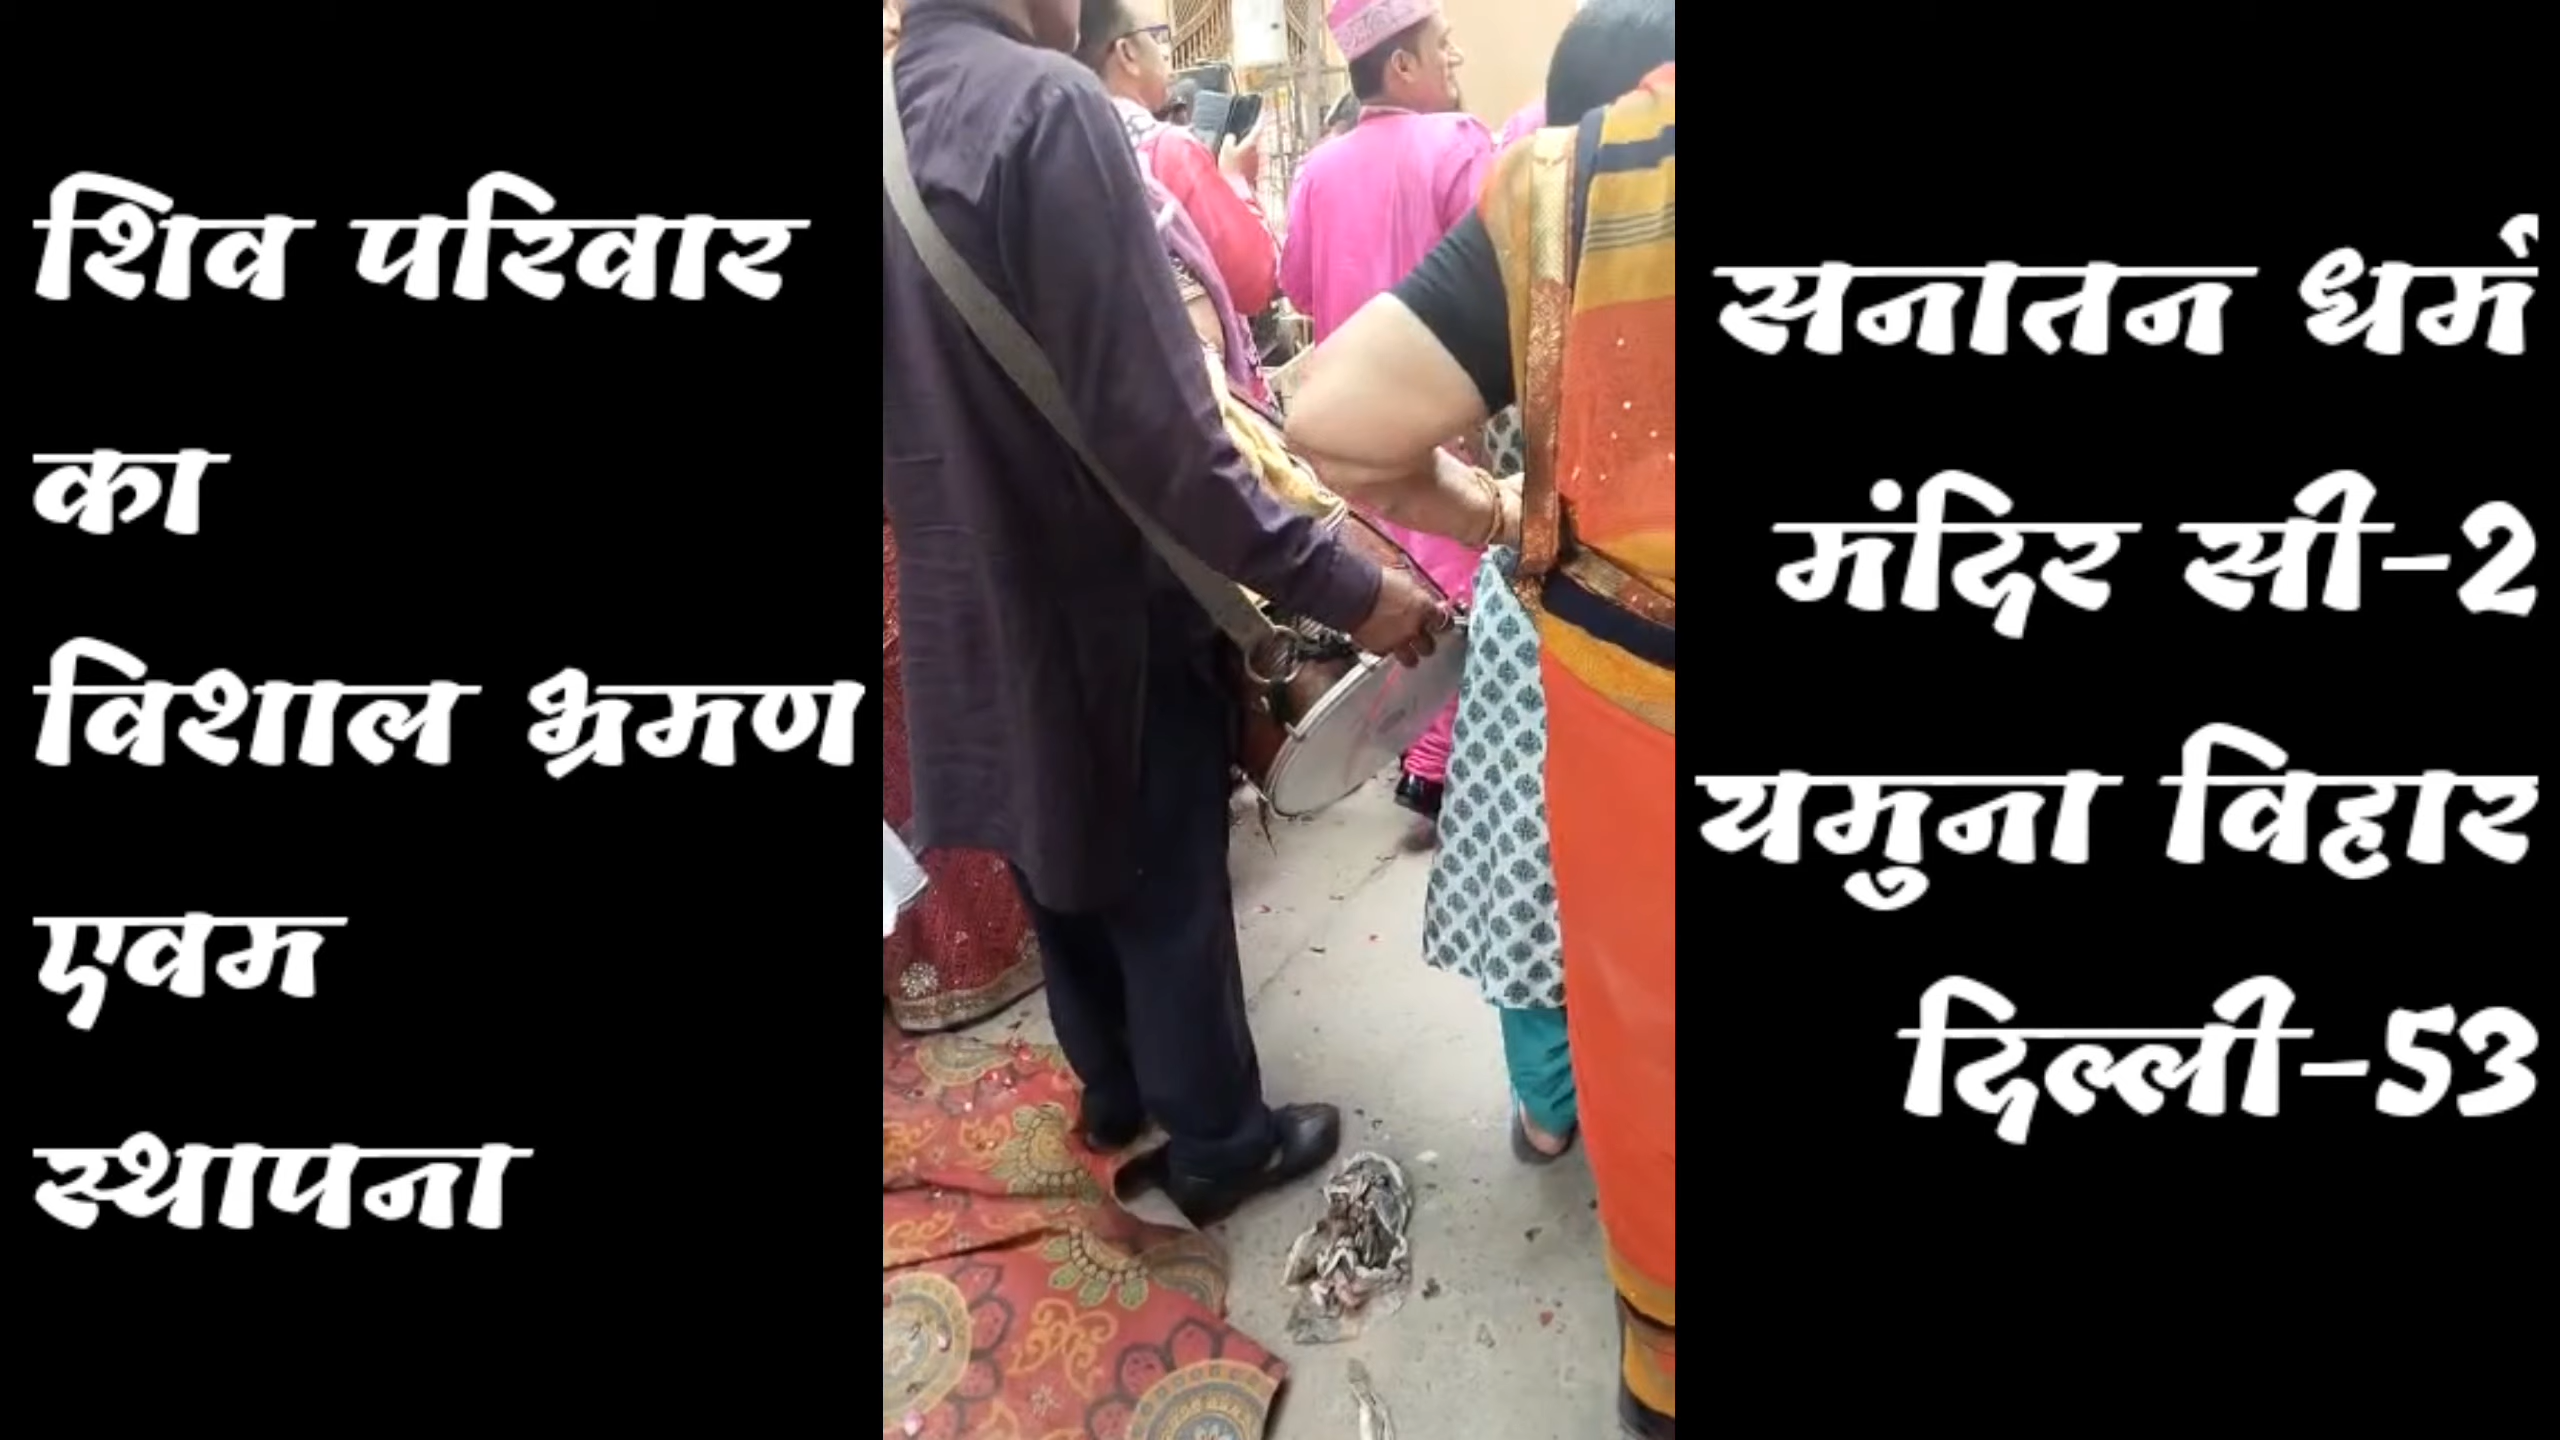 शिव परिवार
का
विशाल भ्रमण
एवम
स्थापना
सनातन धर्म
मंदिर सी-2
यमुना विहार
दिल्ली-53